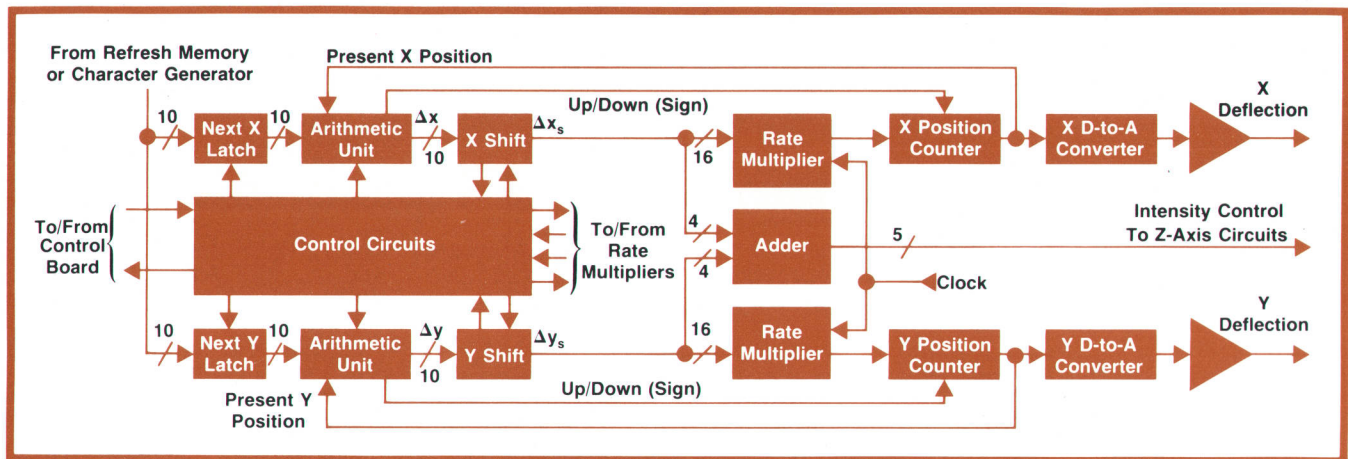 From Refresh Memory
or Character Generator
Present X Position
Up/Down (Sign)
X
Deflection
10
Next X
Latch
10
Arithmetic
Unit
Δx
10
X Shift
Δxs
16
Rate
Multiplier
X Position
Counter
X D-to-A
Converter
To/From
Control
Board
Control Circuits
To/From
Rate
Multipliers
4
4
Adder
5
Intensity Control
To Z-Axis Circuits
Clock
10
Next Y
Latch
10
Arithmetic
Unit
Δy
10
Y Shift
Δys
16
Rate
Multiplier
Y Position
Counter
Y D-to-A
Converter
Y
Deflection
Present Y
Position
Up/Down (Sign)